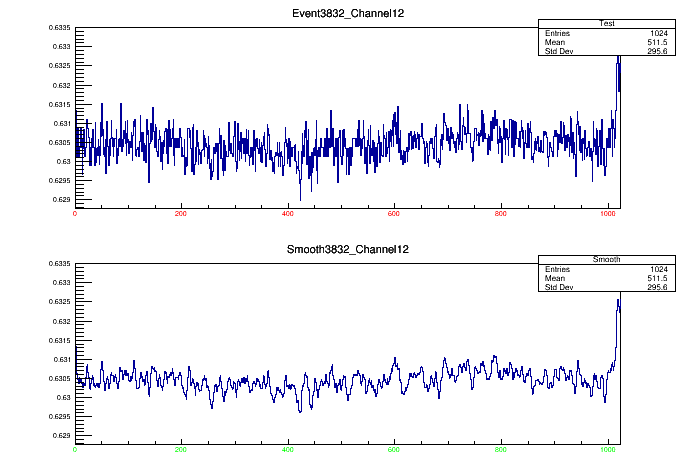 Event3832_Channel12
Test
Entries 1024
Mean 511.5
Std Dev 295.6
0.6335
0.633
0.6325
0.632
0.6315
0.631
0.6305
0.63
0.6295
0.629
0 200 400 600 800 1000
Smooth3832_Channel12
Smooth
Entries 1024
Mean 511.5
Std Dev 295.6
0.6335
0.633
0.6325
0.632
0.6315
0.631
0.6305
0.63
0.6295
0.629
0 200 400 600 800 1000